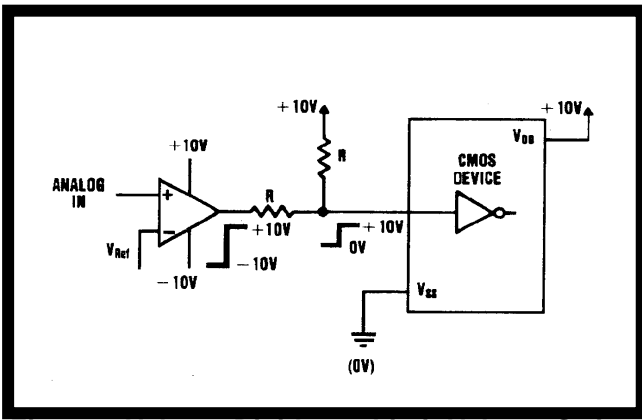 +10V
+10V
+10V
V_DD
R
CMOS
DEVICE
ANALOG
IN
+
R
−
+10V
+10V
V_Ref
0V
−10V
−10V
V_SS
(0V)